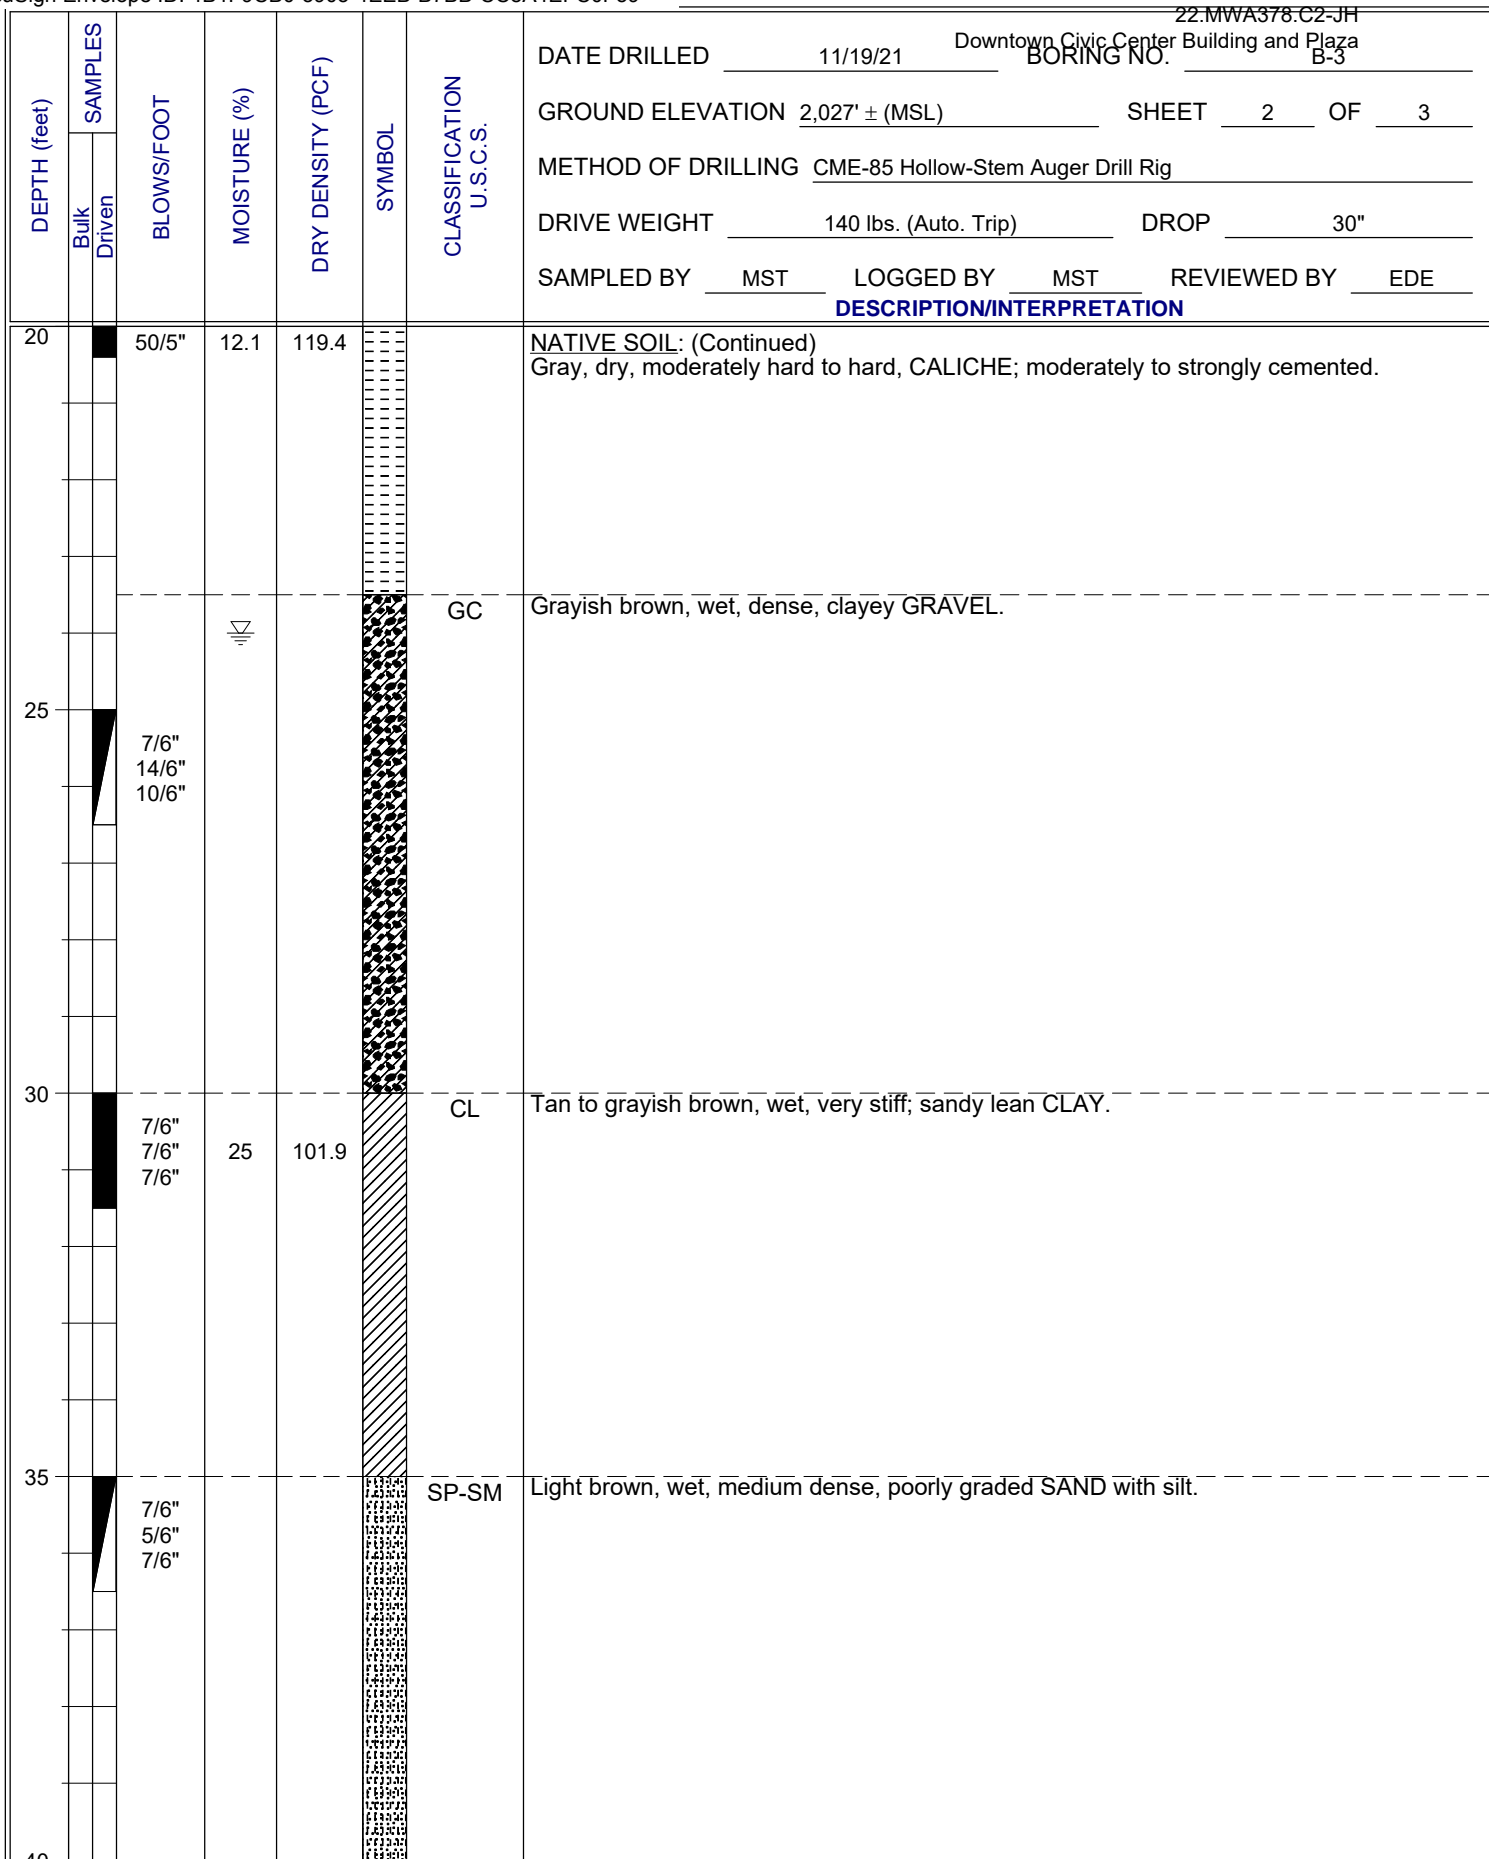 22.MWA378.C2-JH
Downtown Civic Center Building and Plaza
DEPTH (feet)
SAMPLES
Bulk
Driven
BLOWS/FOOT
MOISTURE (%)
DRY DENSITY (PCF)
SYMBOL
CLASSIFICATION
U.S.C.S.
DATE DRILLED 11/19/21 BORING NO. B-3
GROUND ELEVATION 2,027' ± (MSL) SHEET 2 OF 3
METHOD OF DRILLING CME-85 Hollow-Stem Auger Drill Rig
DRIVE WEIGHT 140 lbs. (Auto. Trip) DROP 30"
SAMPLED BY MST LOGGED BY MST REVIEWED BY EDE
DESCRIPTION/INTERPRETATION
20 50/5" 12.1 119.4 NATIVE SOIL: (Continued)
Gray, dry, moderately hard to hard, CALICHE; moderately to strongly cemented.
GC Grayish brown, wet, dense, clayey GRAVEL.
25
7/6"
14/6"
10/6"
30 CL Tan to grayish brown, wet, very stiff; sandy lean CLAY.
7/6"
7/6" 25 101.9
7/6"
35 SP-SM Light brown, wet, medium dense, poorly graded SAND with silt.
7/6"
5/6"
7/6"